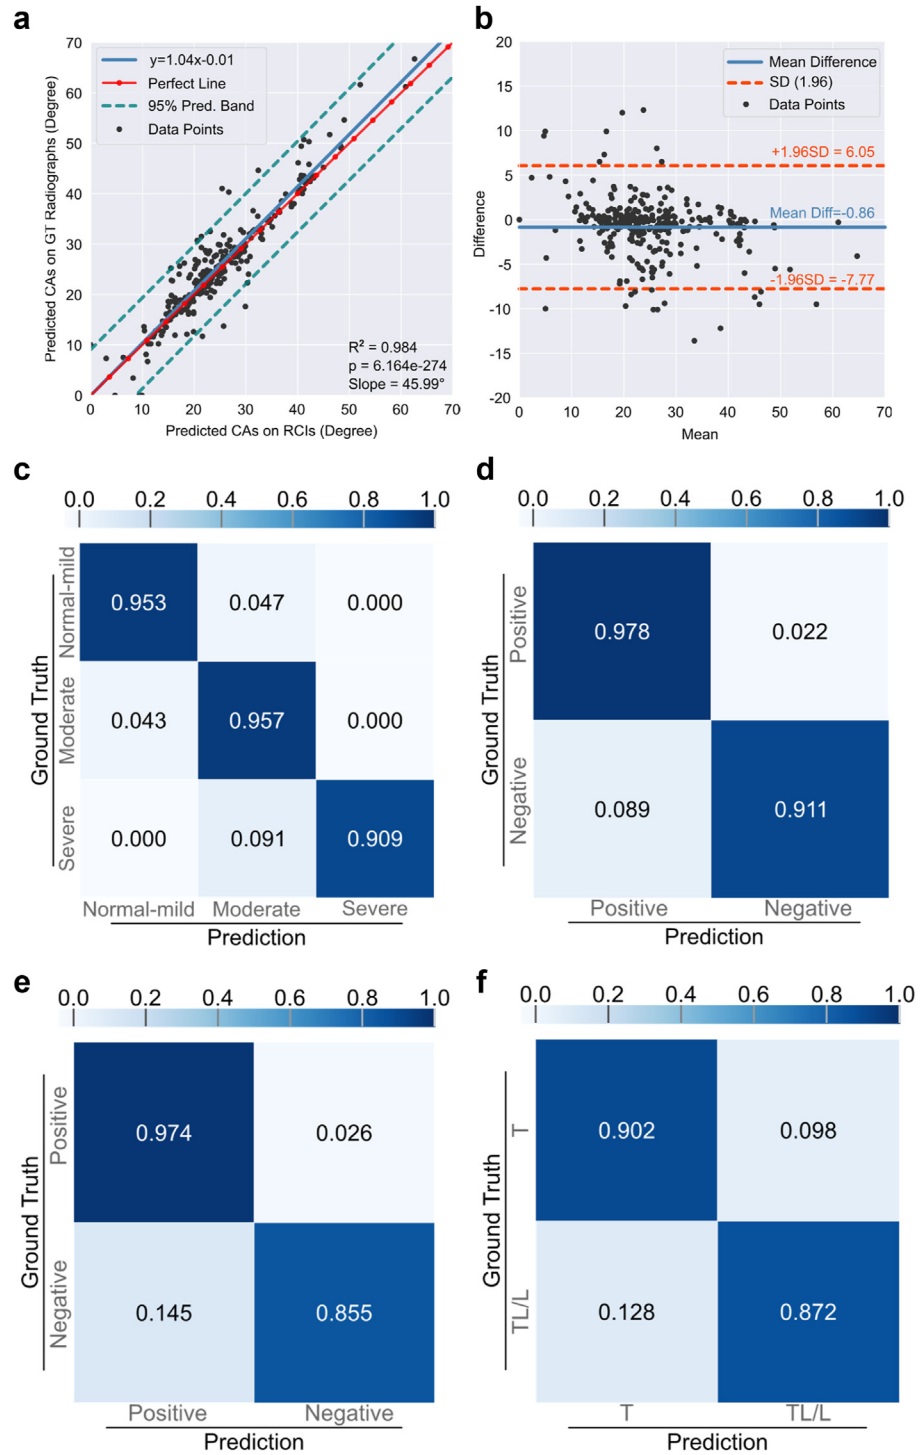 a
70
60
50
40
30
20
10
0
0 10 20 30 40 50 60 70
Predicted CAs on GT Radiographs (Degree)
Predicted CAs on RCIs (Degree)
y=1.04x-0.01
Perfect Line
95% Pred. Band
Data Points
R² = 0.984
p = 6.164e-274
Slope = 45.99°
b
20
15
10
5
0
-5
-10
-15
-20
0 10 20 30 40 50 60 70
Difference
Mean
Mean Difference
SD (1.96)
Data Points
+1.96SD = 6.05
Mean Diff=-0.86
-1.96SD = -7.77
c
0.0 0.2 0.4 0.6 0.8 1.0
Ground Truth
Normal-mild
Moderate
Severe
0.953 0.047 0.000
0.043 0.957 0.000
0.000 0.091 0.909
Normal-mild Moderate Severe
Prediction
d
0.0 0.2 0.4 0.6 0.8 1.0
Ground Truth
Positive
Negative
0.978 0.022
0.089 0.911
Positive Negative
Prediction
e
0.0 0.2 0.4 0.6 0.8 1.0
Ground Truth
Positive
Negative
0.974 0.026
0.145 0.855
Positive Negative
Prediction
f
0.0 0.2 0.4 0.6 0.8 1.0
Ground Truth
T
TL/L
0.902 0.098
0.128 0.872
T TL/L
Prediction